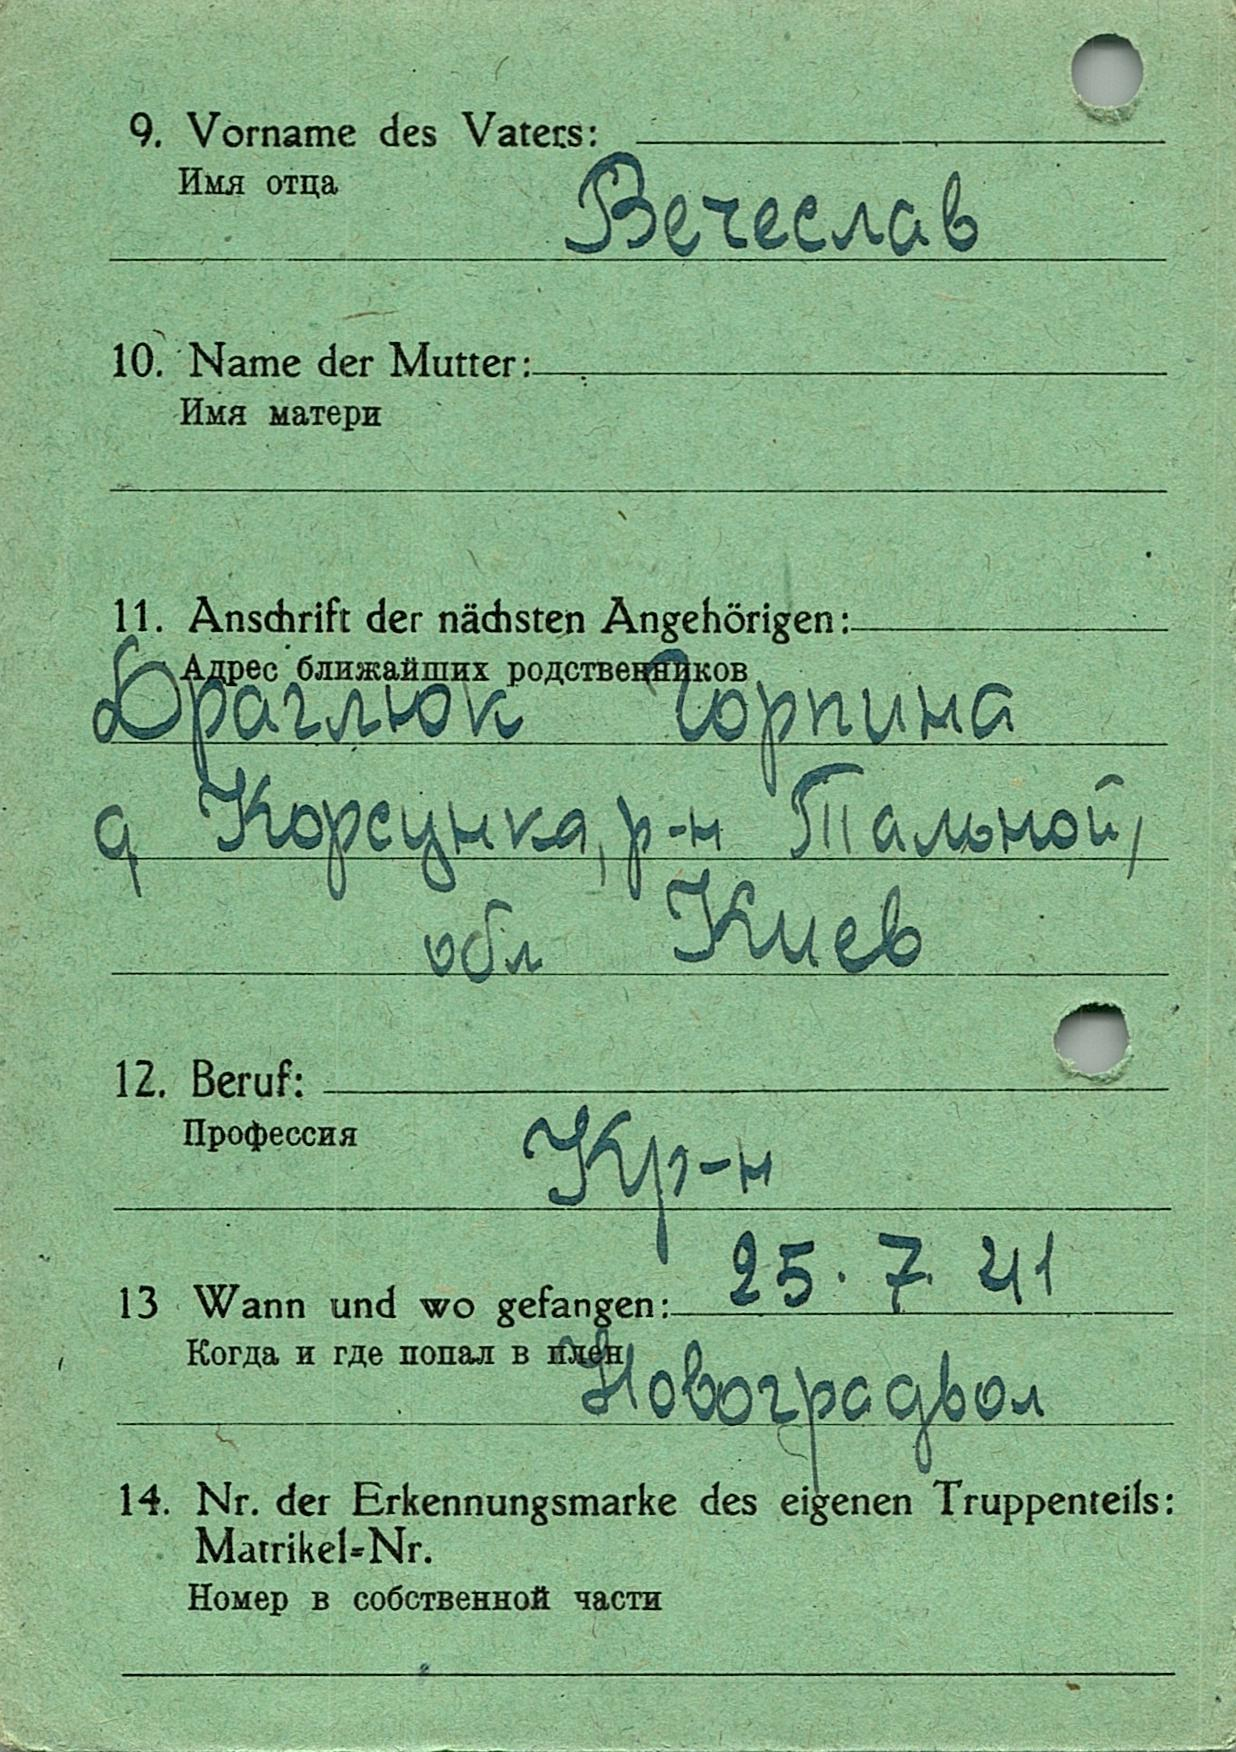 9. Vorname des Vaters:
Имя отца
Вечеслав
10. Name der Mutter:
Имя матери
11. Anschrift der nächsten Angehörigen:
Адрес ближайших родственников
Драглюк Горпина
д Корсунка, р-н Тальной,
обл Киев
12. Beruf:
Профессия
Кр-н
25. 7. 41
13 Wann und wo gefangen:
Когда и где попал в плен
Новоградвол
14. Nr. der Erkennungsmarke des eigenen Truppenteils:
Matrikel-Nr.
Номер в собственной части